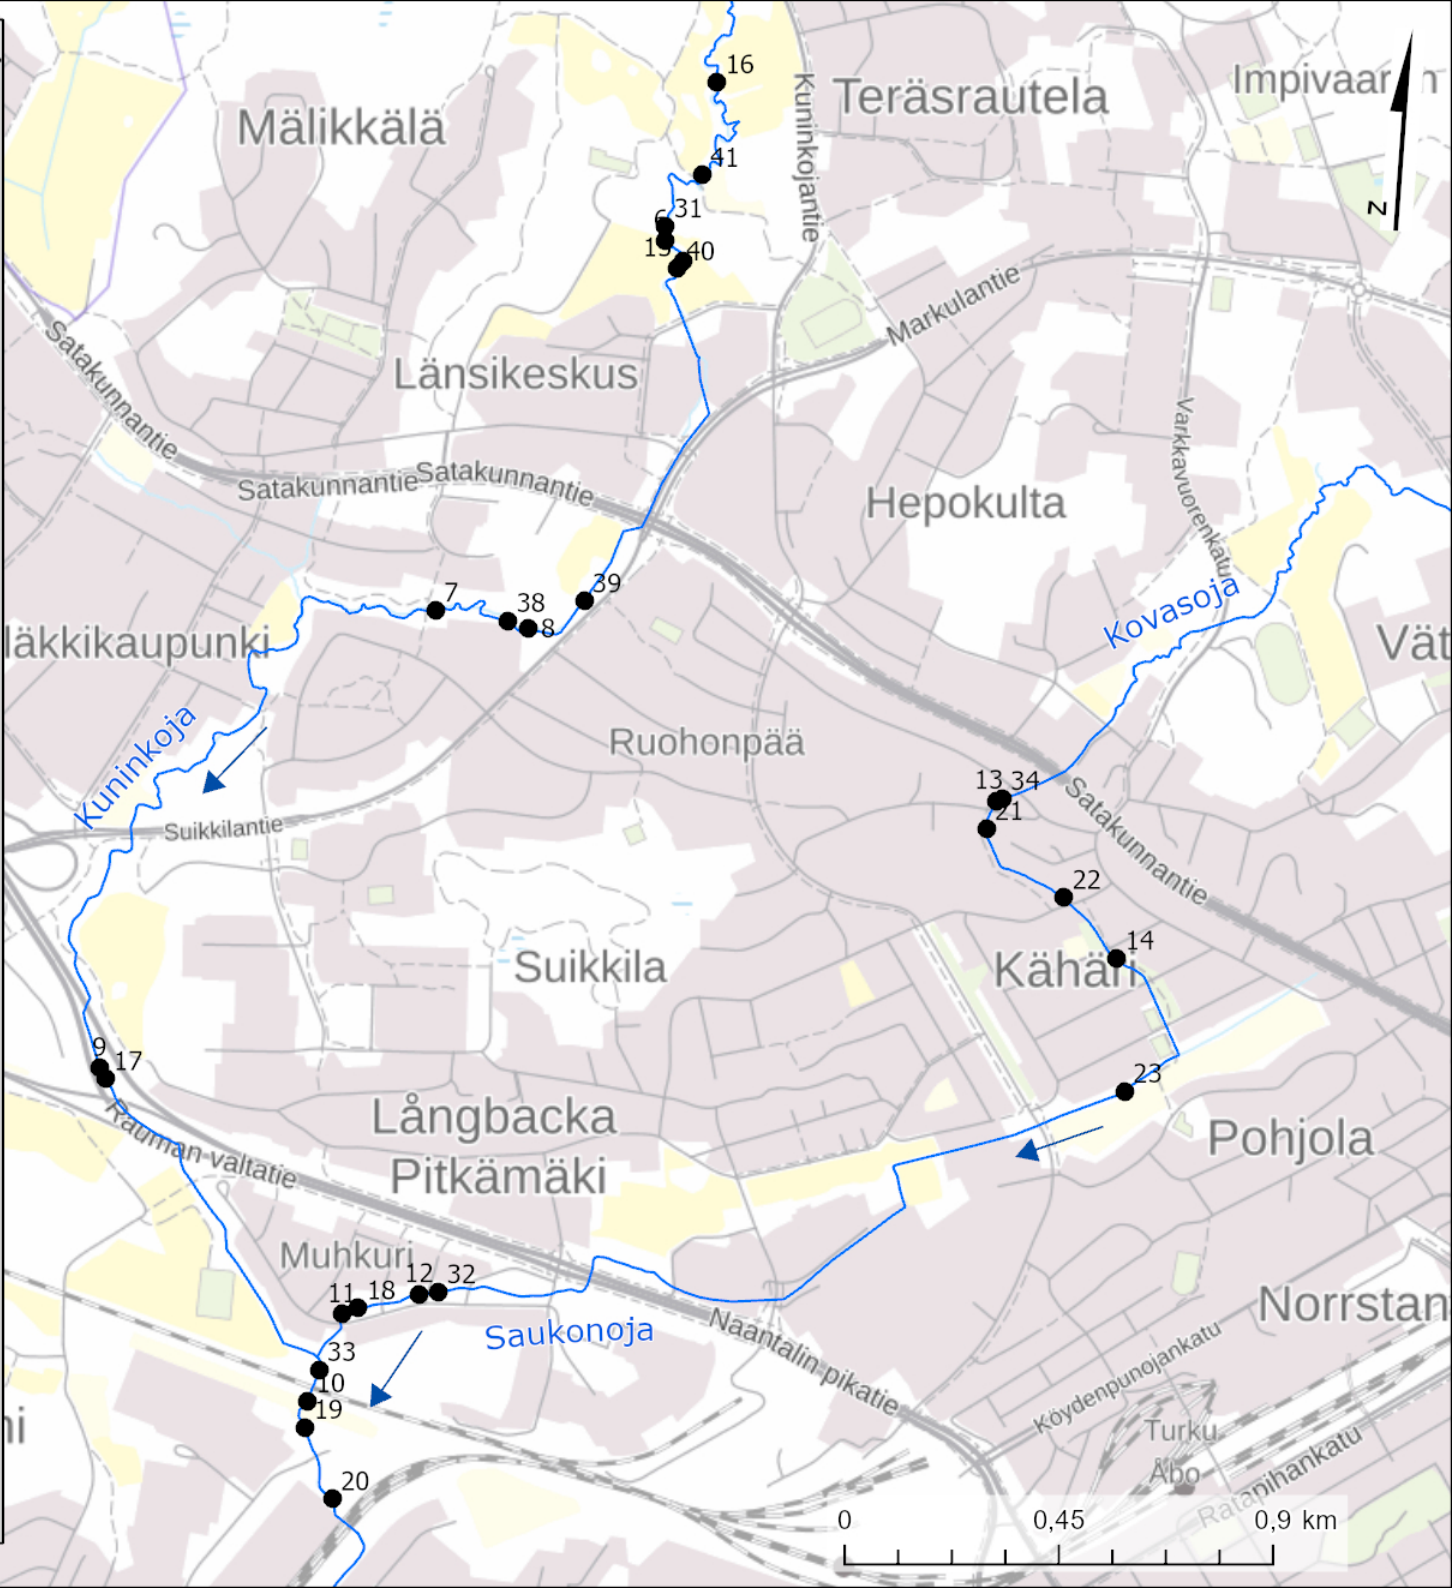 16
Teräsrautela
Impivaar
Mälikkälä
Kuninkojantie
41
31
6
15 40
N
Markulantie
Satakunnantie
Länsikeskus
Satakunnantie
Satakunnantie
Varkkavuorenkatu
Hepokulta
7
38
8
39
Kovasoja
läkkikaupunki
Vät
Kuninkoja
Ruohonpää
Suikkilantie
13 34
21
Satakunnantie
22
14
Suikkila
Kähäri
9
17
23
Rauman valtatie
Långbacka
Pitkämäki
Pohjola
Muhkuri
11 18
12 32
Saukonoja
Naantalin pikatie
Norrstan
33
10
19
20
Köydenpunojankatu
Turku
Åbo
Ratapihankatu
ni
0 0,45 0,9 km